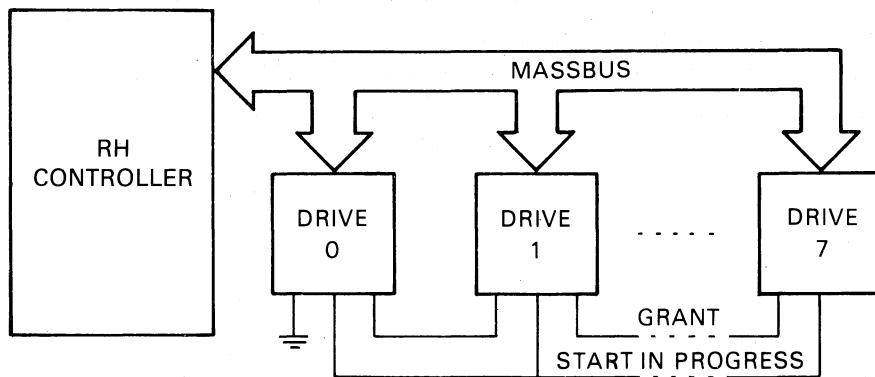 MASSBUS
RH
CONTROLLER
DRIVE
0
DRIVE
1
DRIVE
7
GRANT
START IN PROGRESS